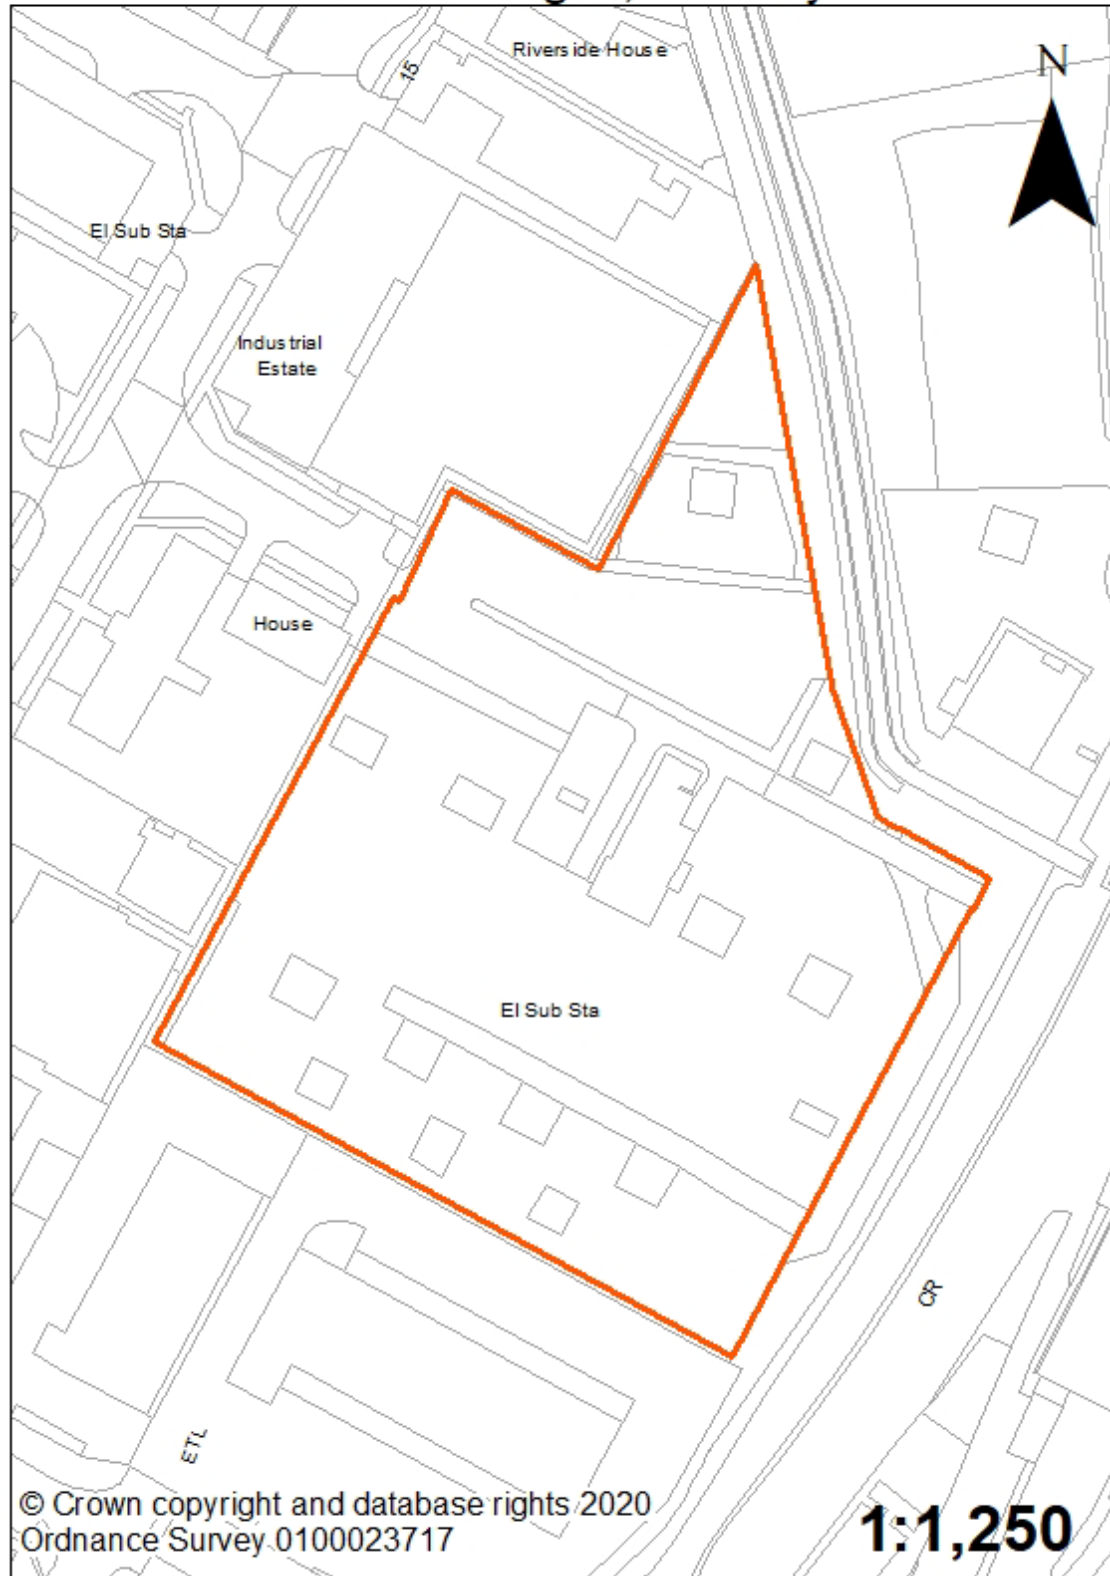 Riverside House
15
N
El Sub Sta
Industrial
Estate
House
El Sub Sta
CR
ETL
© Crown copyright and database rights 2020
Ordnance Survey 0100023717
1:1,250